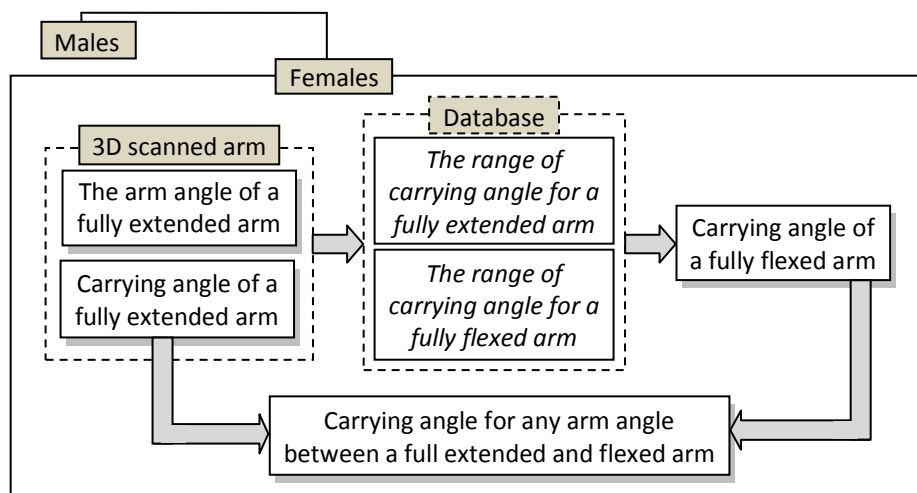 Males
Females
3D scanned arm
The arm angle of a
fully extended arm
Carrying angle of a
fully extended arm
Database
The range of
carrying angle for a
fully extended arm
The range of
carrying angle for a
fully flexed arm
Carrying angle of
a fully flexed arm
Carrying angle for any arm angle
between a full extended and flexed arm